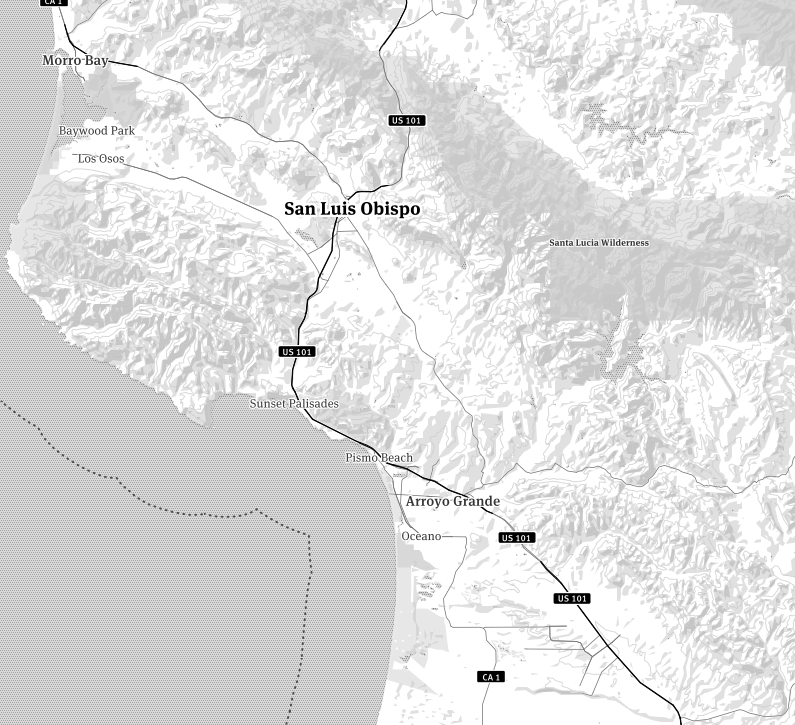 CA 1
Morro Bay
US 101
Baywood Park
Los Osos
San Luis Obispo
Santa Lucia Wilderness
US 101
Sunset Palisades
Pismo Beach
Arroyo Grande
Oceano
US 101
US 101
CA 1